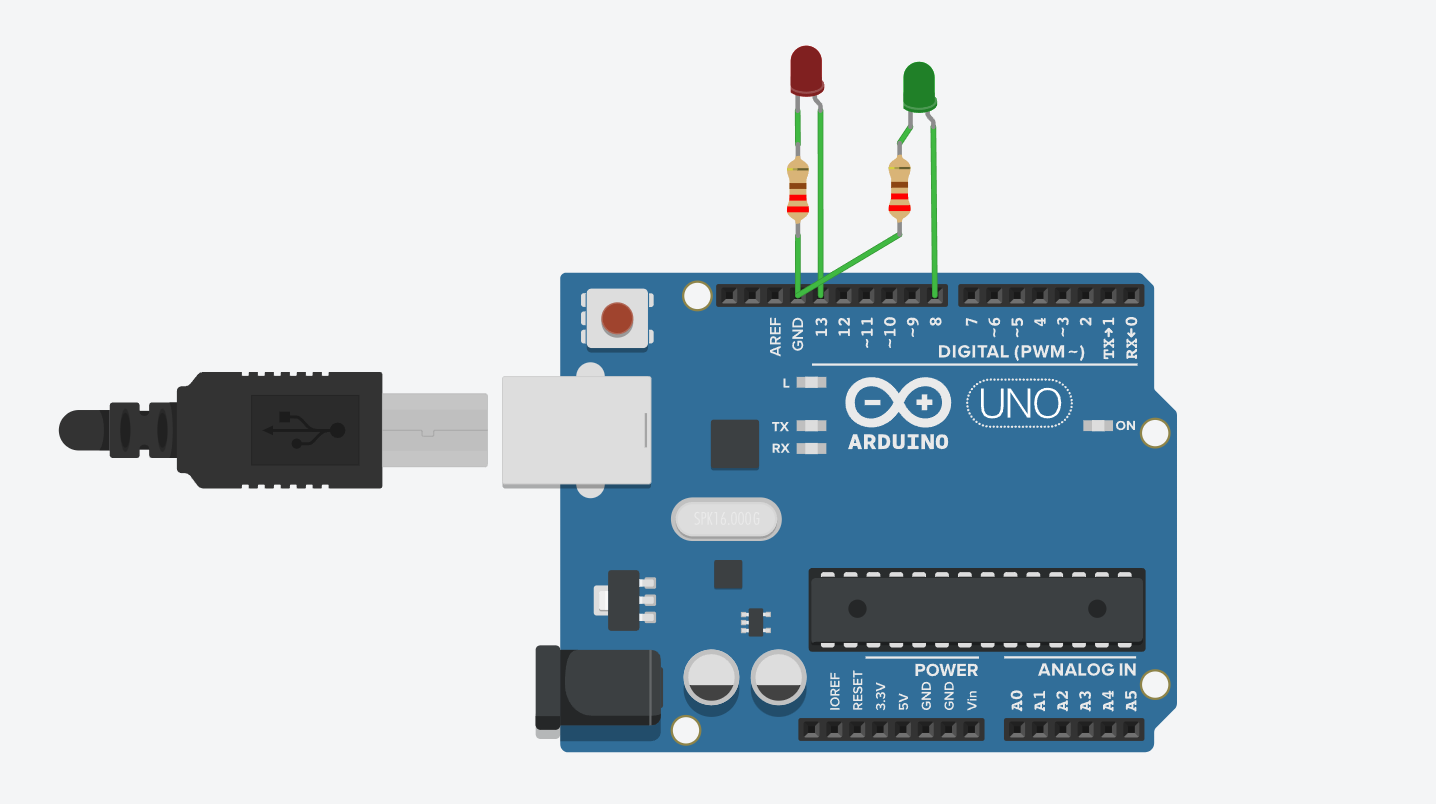 AREF
GND
13
12
~11
~10
~9
8
7
~6
~5
4
~3
2
TX→1
RX←0
DIGITAL (PWM~)
L
TX
RX
ARDUINO
UNO
ON
SPK16.000G
POWER
ANALOG IN
IOREF
RESET
3.3V
5V
GND
GND
Vin
A0
A1
A2
A3
A4
A5